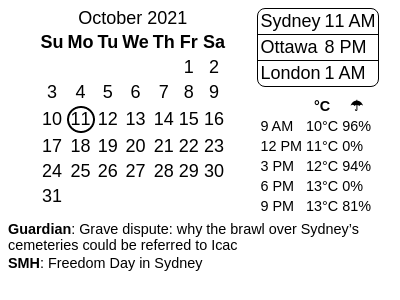 October 2021
Su Mo Tu We Th Fr Sa
1 2
3 4 5 6 7 8 9
10 11 12 13 14 15 16
17 18 19 20 21 22 23
24 25 26 27 28 29 30
31
Sydney 11 AM
Ottawa 8 PM
London 1 AM
°C ☂
9 AM 10°C 96%
12 PM 11°C 0%
3 PM 12°C 94%
6 PM 13°C 0%
9 PM 13°C 81%
Guardian: Grave dispute: why the brawl over Sydney's
cemeteries could be referred to Icac
SMH: Freedom Day in Sydney